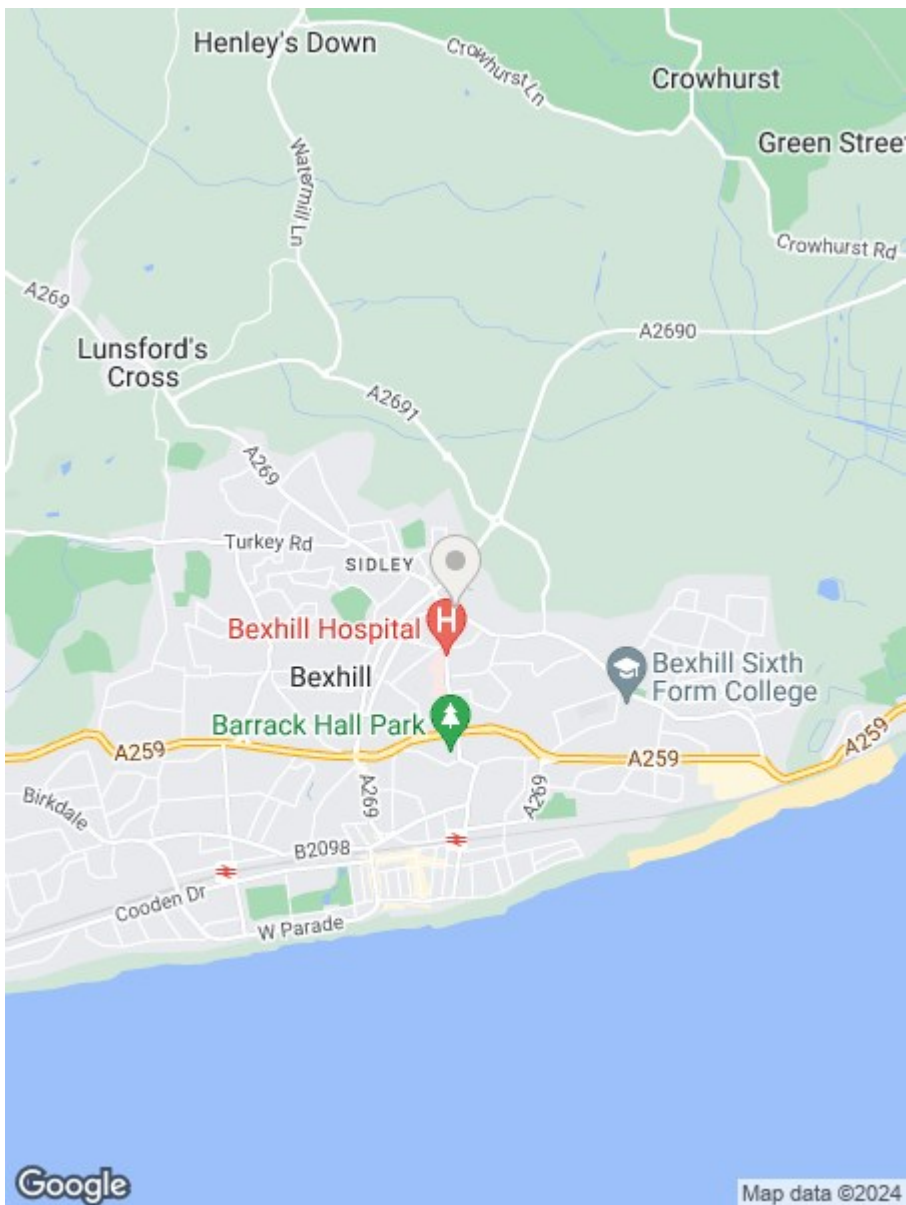 Henley's Down
Crowhurst Ln
Crowhurst
Green Street
Watermill Ln
Crowhurst Rd
A269
A2690
Lunsford's
Cross
A2691
A269
Turkey Rd
SIDLEY
H
Bexhill Hospital
Bexhill
Bexhill Sixth
Form College
Barrack Hall Park
A259
A259
A259
Birkdale
A269
A269
B2098
Cooden Dr
W Parade
Google
Map data ©2024